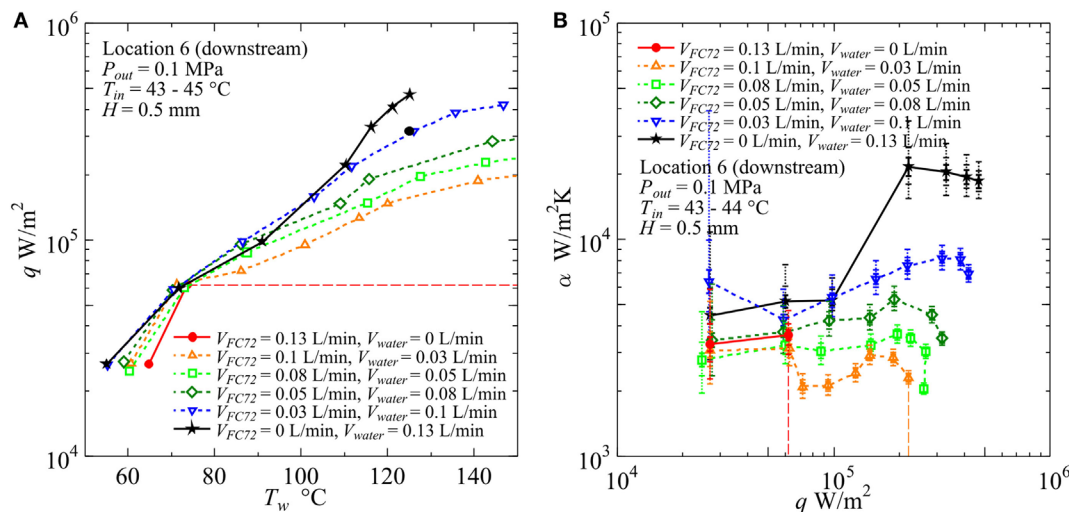 A
10^6
Location 6 (downstream)
P_out = 0.1 MPa
T_in = 43 - 45 °C
H = 0.5 mm
q W/m^2
10^5
V_FC72 = 0.13 L/min, V_water = 0 L/min
V_FC72 = 0.1 L/min, V_water = 0.03 L/min
V_FC72 = 0.08 L/min, V_water = 0.05 L/min
V_FC72 = 0.05 L/min, V_water = 0.08 L/min
V_FC72 = 0.03 L/min, V_water = 0.1 L/min
V_FC72 = 0 L/min, V_water = 0.13 L/min
10^4
60 80 100 120 140
T_w °C
B
10^5
V_FC72 = 0.13 L/min, V_water = 0 L/min
V_FC72 = 0.1 L/min, V_water = 0.03 L/min
V_FC72 = 0.08 L/min, V_water = 0.05 L/min
V_FC72 = 0.05 L/min, V_water = 0.08 L/min
V_FC72 = 0.03 L/min, V_water = 0.1 L/min
V_FC72 = 0 L/min, V_water = 0.13 L/min
Location 6 (downstream)
P_out = 0.1 MPa
T_in = 43 - 44 °C
H = 0.5 mm
α W/m^2K
10^4
10^3
10^4 10^5 10^6
q W/m^2